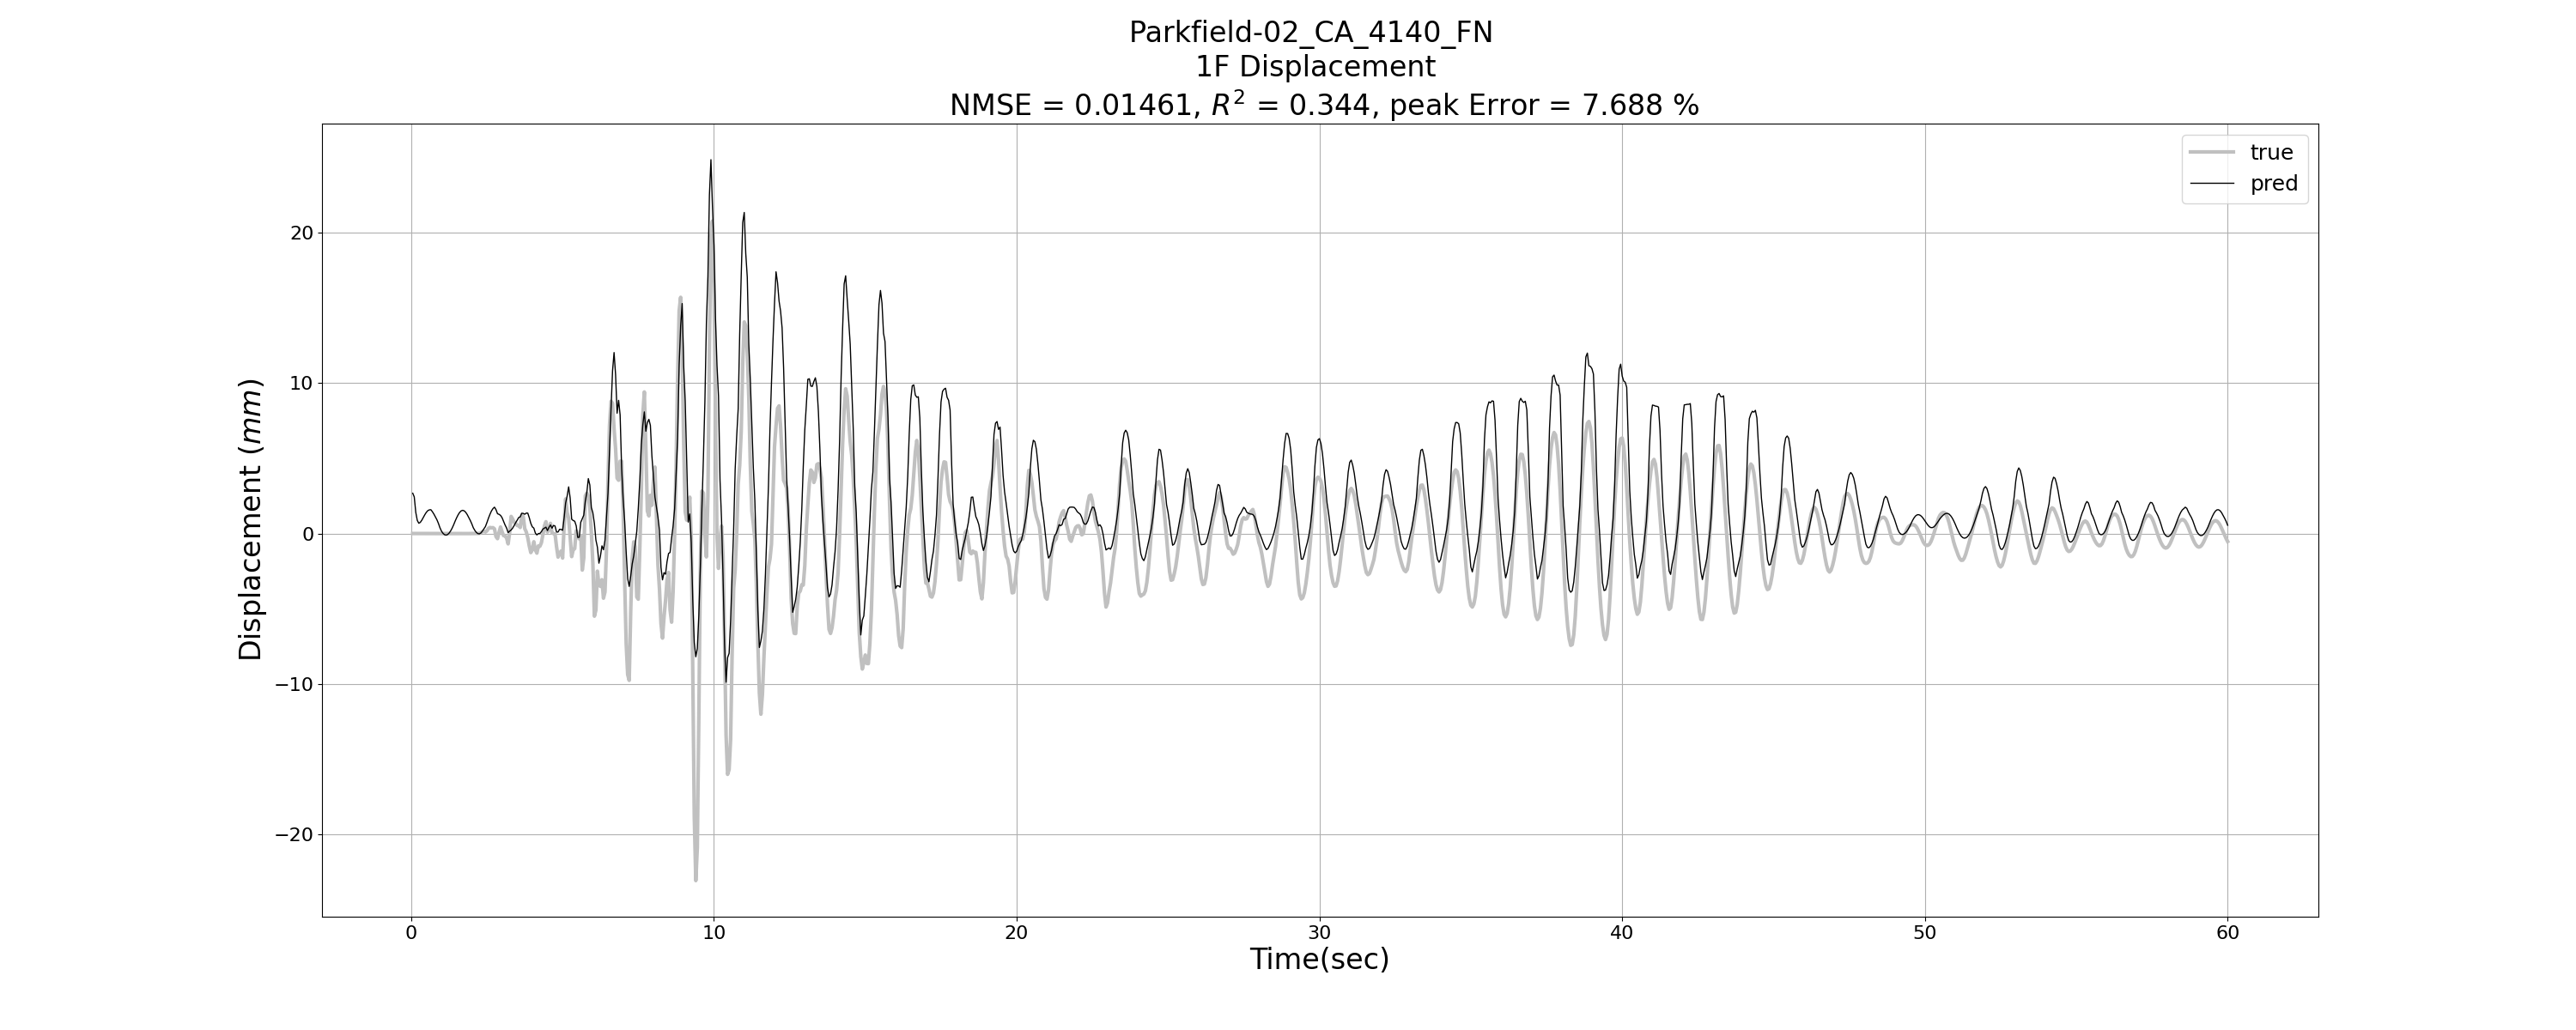 Parkfield-02_CA_4140_FN
1F Displacement
NMSE = 0.01461, R² = 0.344, peak Error = 7.688 %
true
pred
20
10
0
−10
−20
Displacement (mm)
0 10 20 30 40 50 60
Time(sec)